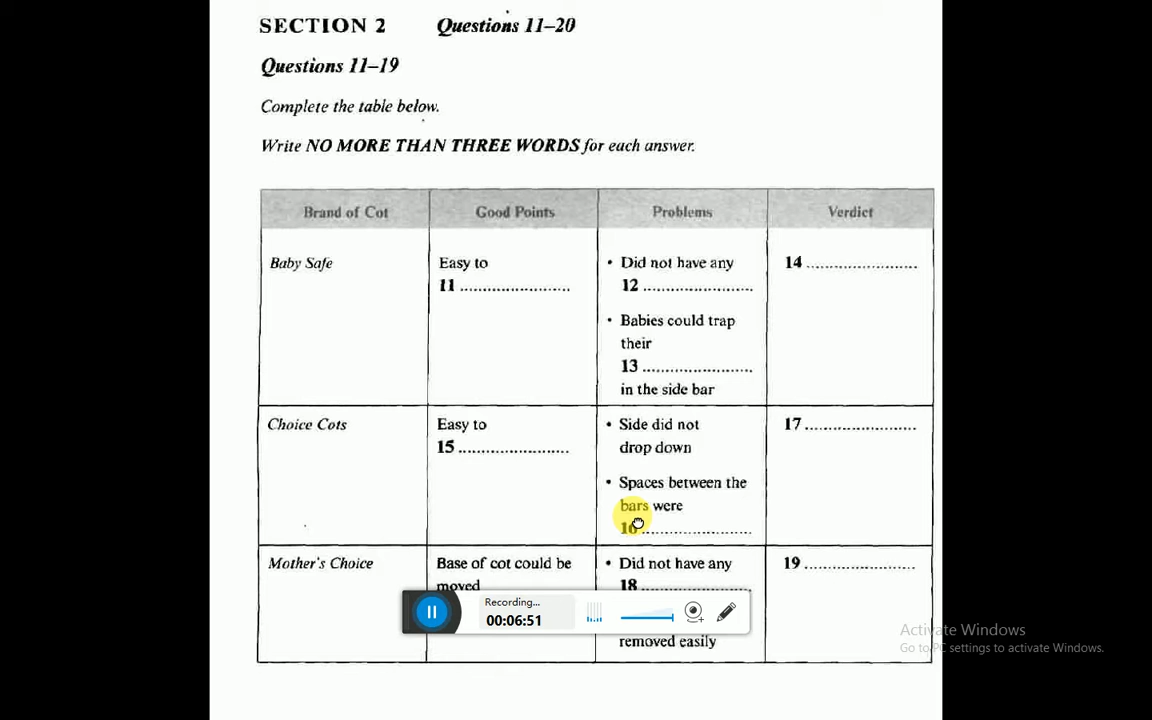 SECTION 2 Questions 11–20
Questions 11–19
Complete the table below.
Write NO MORE THAN THREE WORDS for each answer.
Brand of Cot Good Points Problems Verdict
Baby Safe
Easy to
11 ........................
• Did not have any
12 ........................
• Babies could trap
their
13 ........................
in the side bar
14 ........................
Choice Cots
Easy to
15 ........................
• Side did not
drop down
• Spaces between the
bars were
16 ........................
17 ........................
Mother's Choice
Base of cot could be
moved
• Did not have any
18 ........................
removed easily
19 ........................
Recording...
00:06:51
Activate Windows
Go to PC settings to activate Windows.